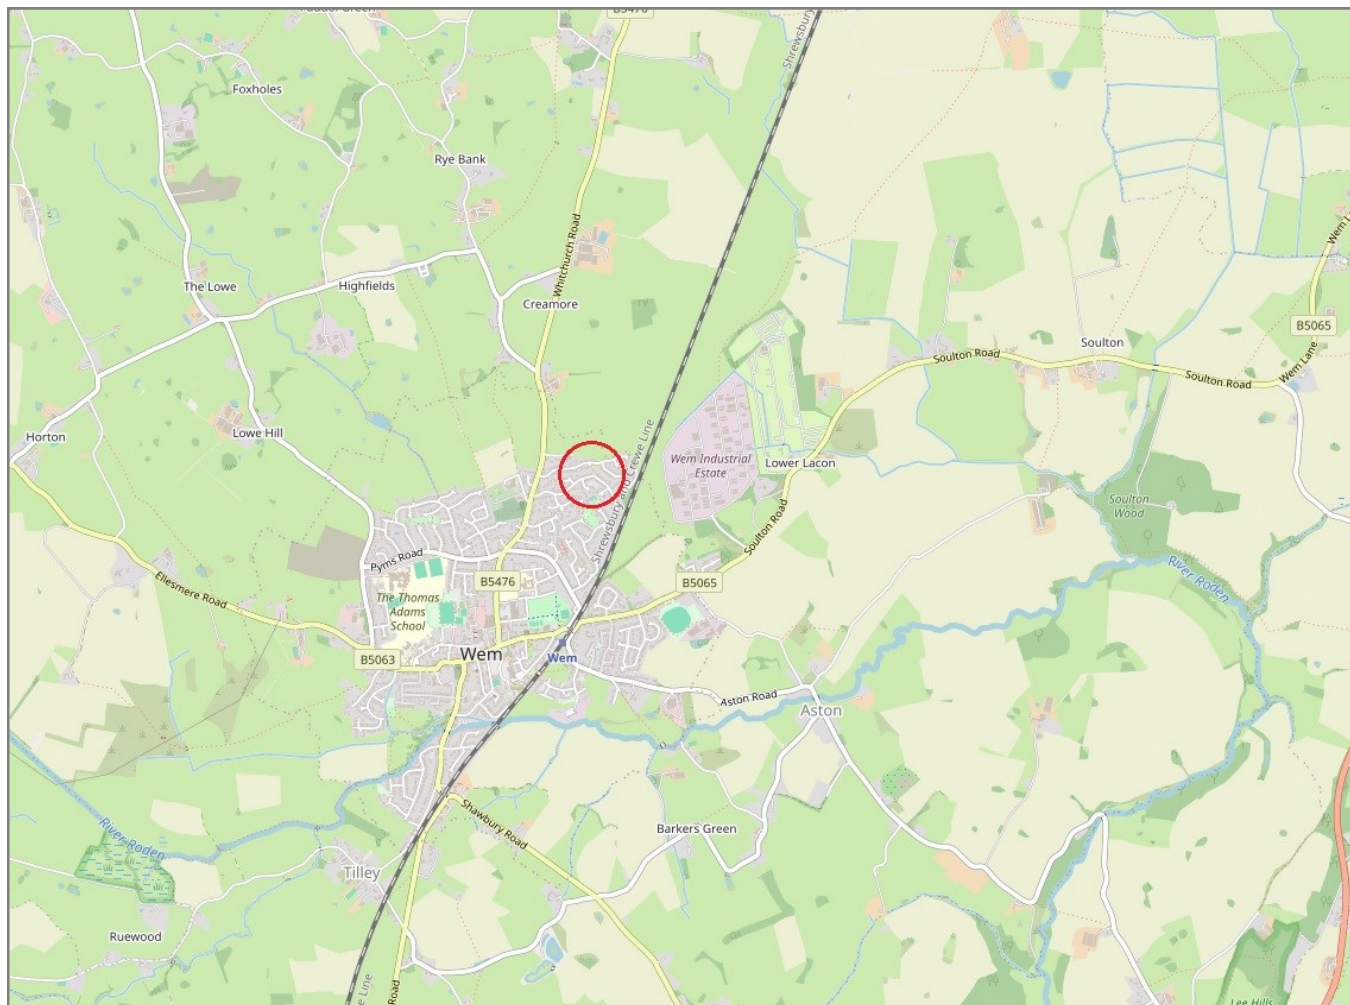 B5476
Shrewsbury
Foxholes
Rye Bank
Whitchurch Road
Wem
The Lowe
Highfields
Creamore
B5065
Soulton
Soulton Road
Wem Lane
Soulton Road
Horton
Lowe Hill
Shrewsbury and Crewe Line
Wem Industrial
Estate
Lower Lacon
Soulton
Wood
Soulton Road
Pyms Road
Ellesmere Road
B5476
B5065
River Roden
The Thomas
Adams
School
B5063
Wem
Wem
Aston Road
Aston
River Roden
Shawbury Road
Barkers Green
Tilley
Ruewood
e Line
Road
Lee Hills